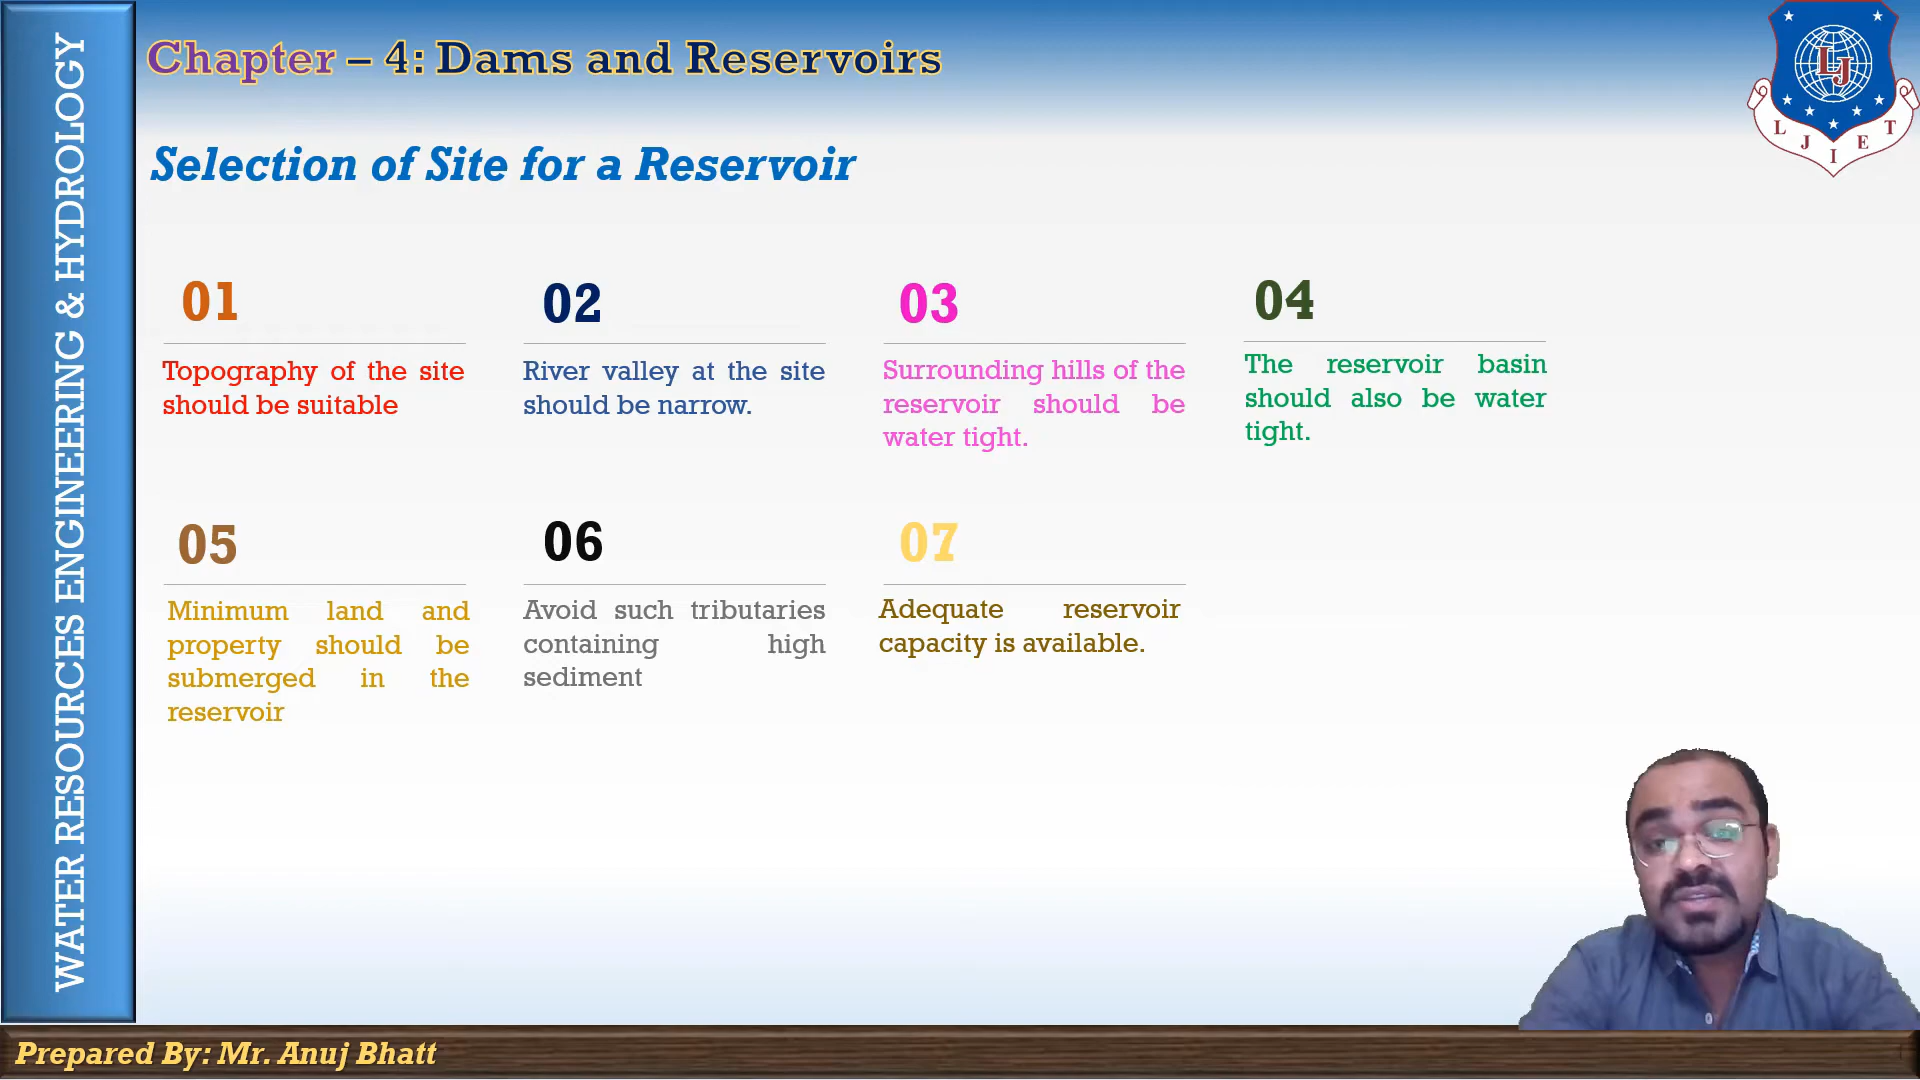 WATER RESOURCES ENGINEERING & HYDROLOGY
Chapter – 4: Dams and Reservoirs
LJ
L J I E T
Selection of Site for a Reservoir
01
Topography of the site
should be suitable
02
River valley at the site
should be narrow.
03
Surrounding hills of the
reservoir should be
water tight.
04
The reservoir basin
should also be water
tight.
05
Minimum land and
property should be
submerged in the
reservoir
06
Avoid such tributaries
containing high
sediment
07
Adequate reservoir
capacity is available.
Prepared By: Mr. Anuj Bhatt